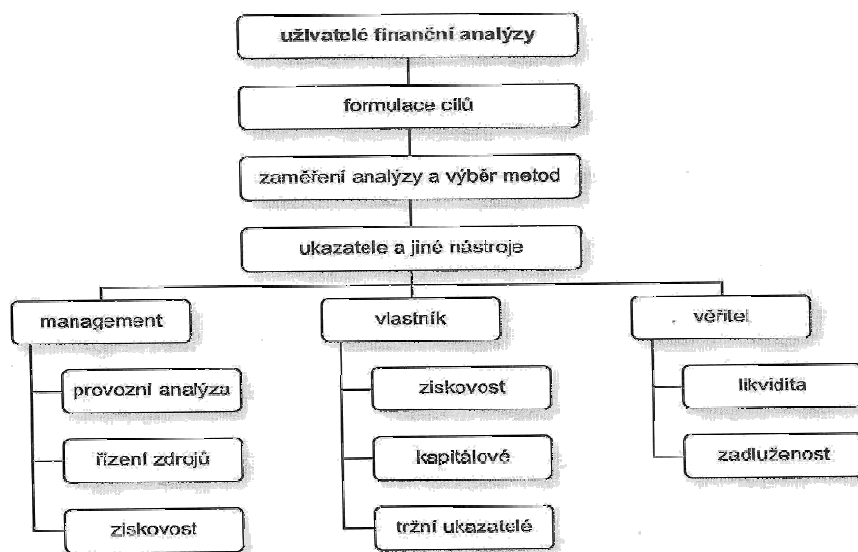 uživatelé finanční analýzy
formulace cílů
zaměření analýzy a výběr metod
ukazatele a jiné nástroje
management
provozní analýza
řízení zdrojů
ziskovost
vlastník
ziskovost
kapitálové
tržní ukazatelé
věřitel
likvidita
zadluženost